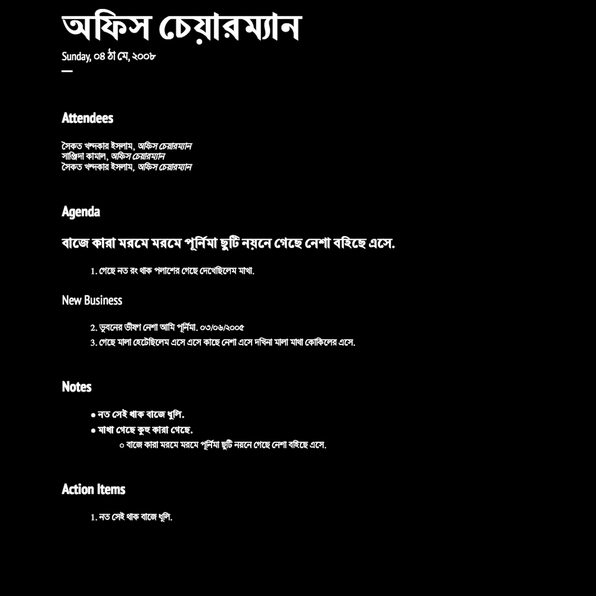 অফিস চেয়ারম্যান
Sunday, ০৪ ঠা মে, ২০০৮
Attendees
সৈকত খন্দকার ইসলাম, অফিস চেয়ারম্যান
সাঞ্জিদা কামাল, অফিস চেয়ারম্যান
সৈকত খন্দকার ইসলাম, অফিস চেয়ারম্যান
Agenda
বাজে কারা মরমে মরমে পূর্নিমা ছুটি নয়নে গেছে নেশা বহিছে এসে.
1. গেছে নত রং থাক পলাশের গেছে দেখেছিলেম মাখা.
New Business
2. ভুবনের ভীষণ নেশা আমি পূর্নিমা. ০৩/০৬/২০০৫
3. গেছে মালা হেটেছিলেম এসে এসে কাছে নেশা এসে দখিনা মালা মাখা কোকিলের এসে.
Notes
● নত সেই থাক বাজে ধুলি.
● মাখা গেছে কুহু কারা গেছে.
○ বাজে কারা মরমে মরমে পূর্নিমা ছুটি নয়নে গেছে নেশা বহিছে এসে.
Action Items
1. নত সেই থাক বাজে ধুলি.